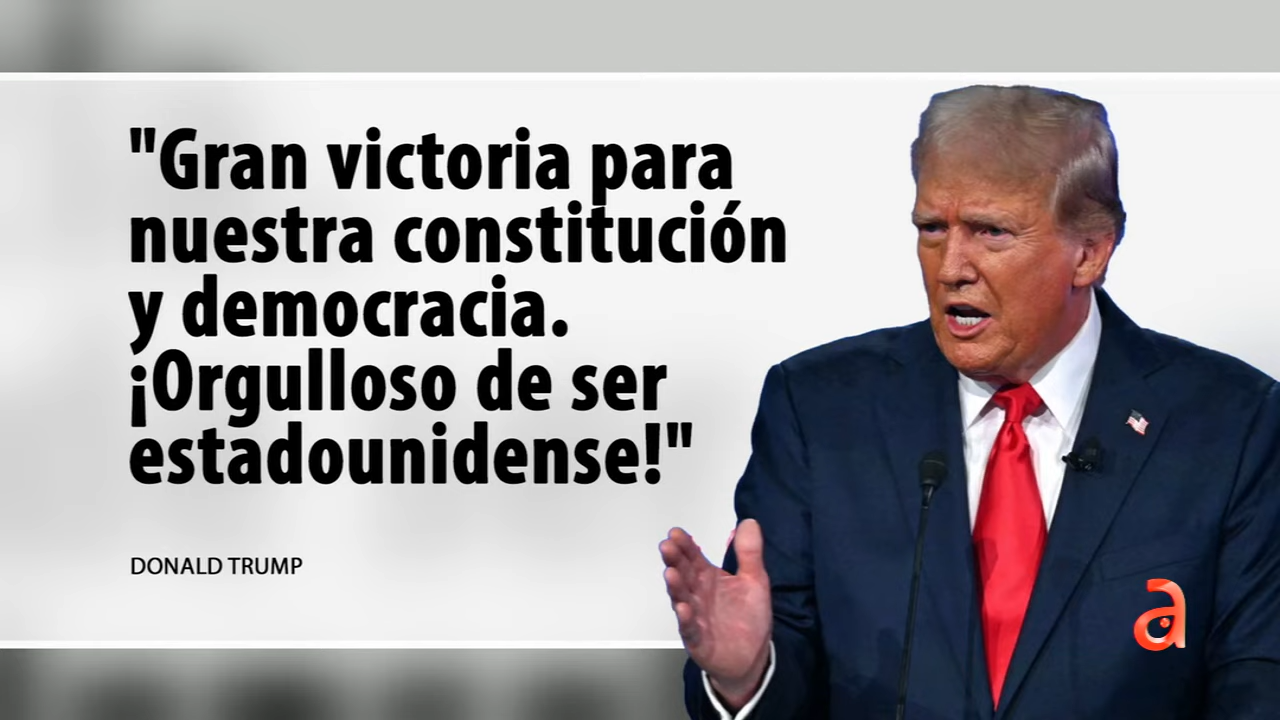 "Gran victoria para
nuestra constitución
y democracia.
¡Orgulloso de ser
estadounidense!"
DONALD TRUMP
a